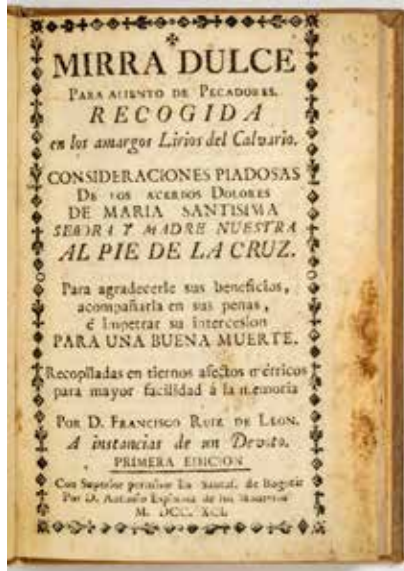 MIRRA DULCE
PARA ALIENTO DE PECADORES.
RECOGIDA
en los amargos Lirios del Calvario.
CONSIDERACIONES PIADOSAS
DE LOS ACERBOS DOLORES
DE MARIA SANTISIMA
SEÑORA Y MADRE NUESTRA
AL PIE DE LA CRUZ.
Para agradecerle sus beneficios,
acompañarla en sus penas,
é impetrar su intercesion
PARA UNA BUENA MUERTE.
Recopiladas en tiernos afectos métricos
para mayor facilidad á la memoria
POR D. FRANCISCO RUIZ DE LEON.
A instancias de un Devoto.
PRIMERA EDICION
Con Superior permiso En Santafé de Bogotá
Por D. Antonio Espinosa de los Monteros
M. DCC. XCI.